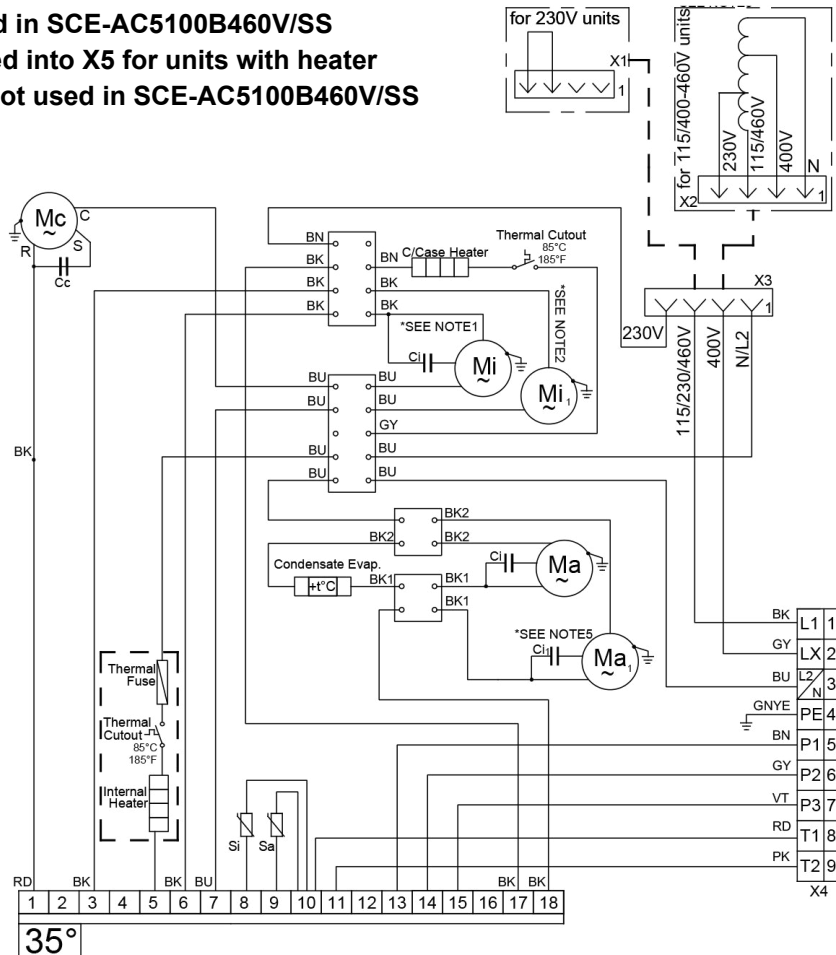 d in SCE-AC5100B460V/SS
ed into X5 for units with heater
ot used in SCE-AC5100B460V/SS
for 230V units
X1
1
for 115/400-460V units
230V
115/460V
400V
N
X2
1
Mc
~
C
R
S
Cc
BN
BK
BK
BK
BN
C/Case Heater
Thermal Cutout
85°C
185°F
BK
BK
*SEE NOTE1
*SEE NOTE2
Ci
Mi
~
Mi1
~
X3
1
230V
115/230/460V
400V
N/L2
BU
BU
BU
BU
BU
BU
GY
BU
BU
BK
BK2
BK2
BK2
Condensate Evap.
+t°C
BK1
BK1
BK1
Ci
Ma
~
*SEE NOTE5
Ci1
Ma1
~
Thermal
Fuse
Thermal
Cutout
85°C
185°F
Internal
Heater
Si
Sa
BK L1 1
GY LX 2
BU L2/N 3
GNYE PE 4
BN P1 5
GY P2 6
VT P3 7
RD T1 8
PK T2 9
X4
RD BK BK BU BK BK
1 2 3 4 5 6 7 8 9 10 11 12 13 14 15 16 17 18
35°